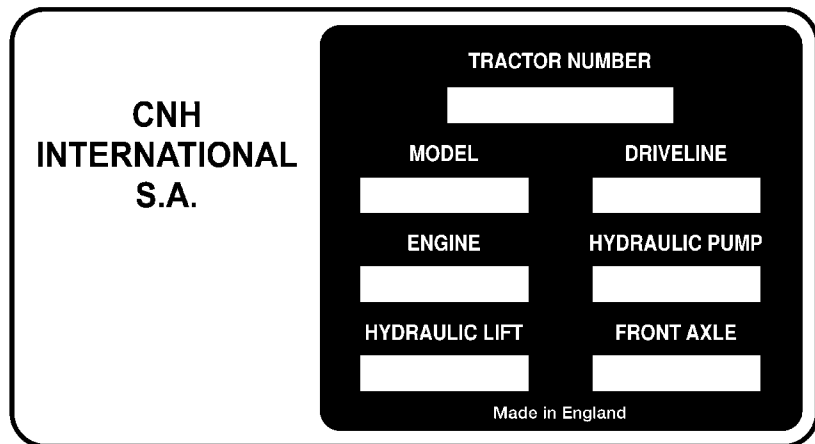 CNH
INTERNATIONAL
S.A.
TRACTOR NUMBER
MODEL
DRIVELINE
ENGINE
HYDRAULIC PUMP
HYDRAULIC LIFT
FRONT AXLE
Made in England